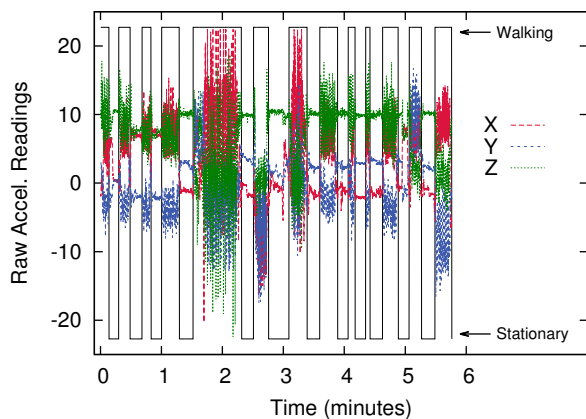 20
10
0
-10
-20
Raw Accel. Readings
Walking
X
Y
Z
Stationary
0 1 2 3 4 5 6
Time (minutes)